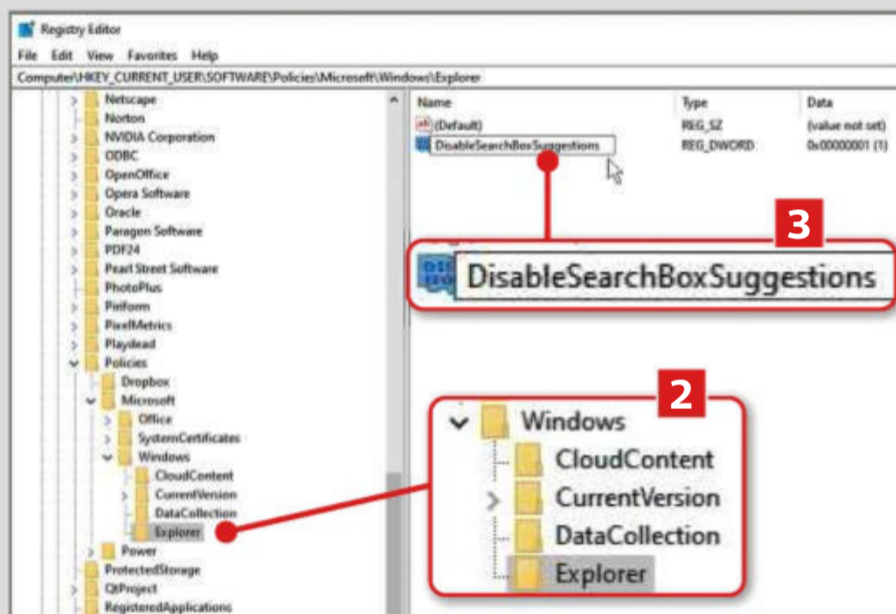 Registry Editor
File Edit View Favorites Help
Computer\HKEY_CURRENT_USER\SOFTWARE\Policies\Microsoft\Windows\Explorer
Netscape
Norton
NVIDIA Corporation
ODBC
OpenOffice
Opera Software
Oracle
Paragon Software
PDF24
Pearl Street Software
PhotoPlus
Piriform
PixelMetrics
Playdead
Policies
Dropbox
Microsoft
Office
SystemCertificates
Windows
CloudContent
CurrentVersion
DataCollection
Explorer
Power
ProtectedStorage
QtProject
RegisteredApplications
Name Type Data
(Default) REG_SZ (value not set)
DisableSearchBoxSuggestions REG_DWORD 0x00000001 (1)
3
DisableSearchBoxSuggestions
2
Windows
CloudContent
CurrentVersion
DataCollection
Explorer